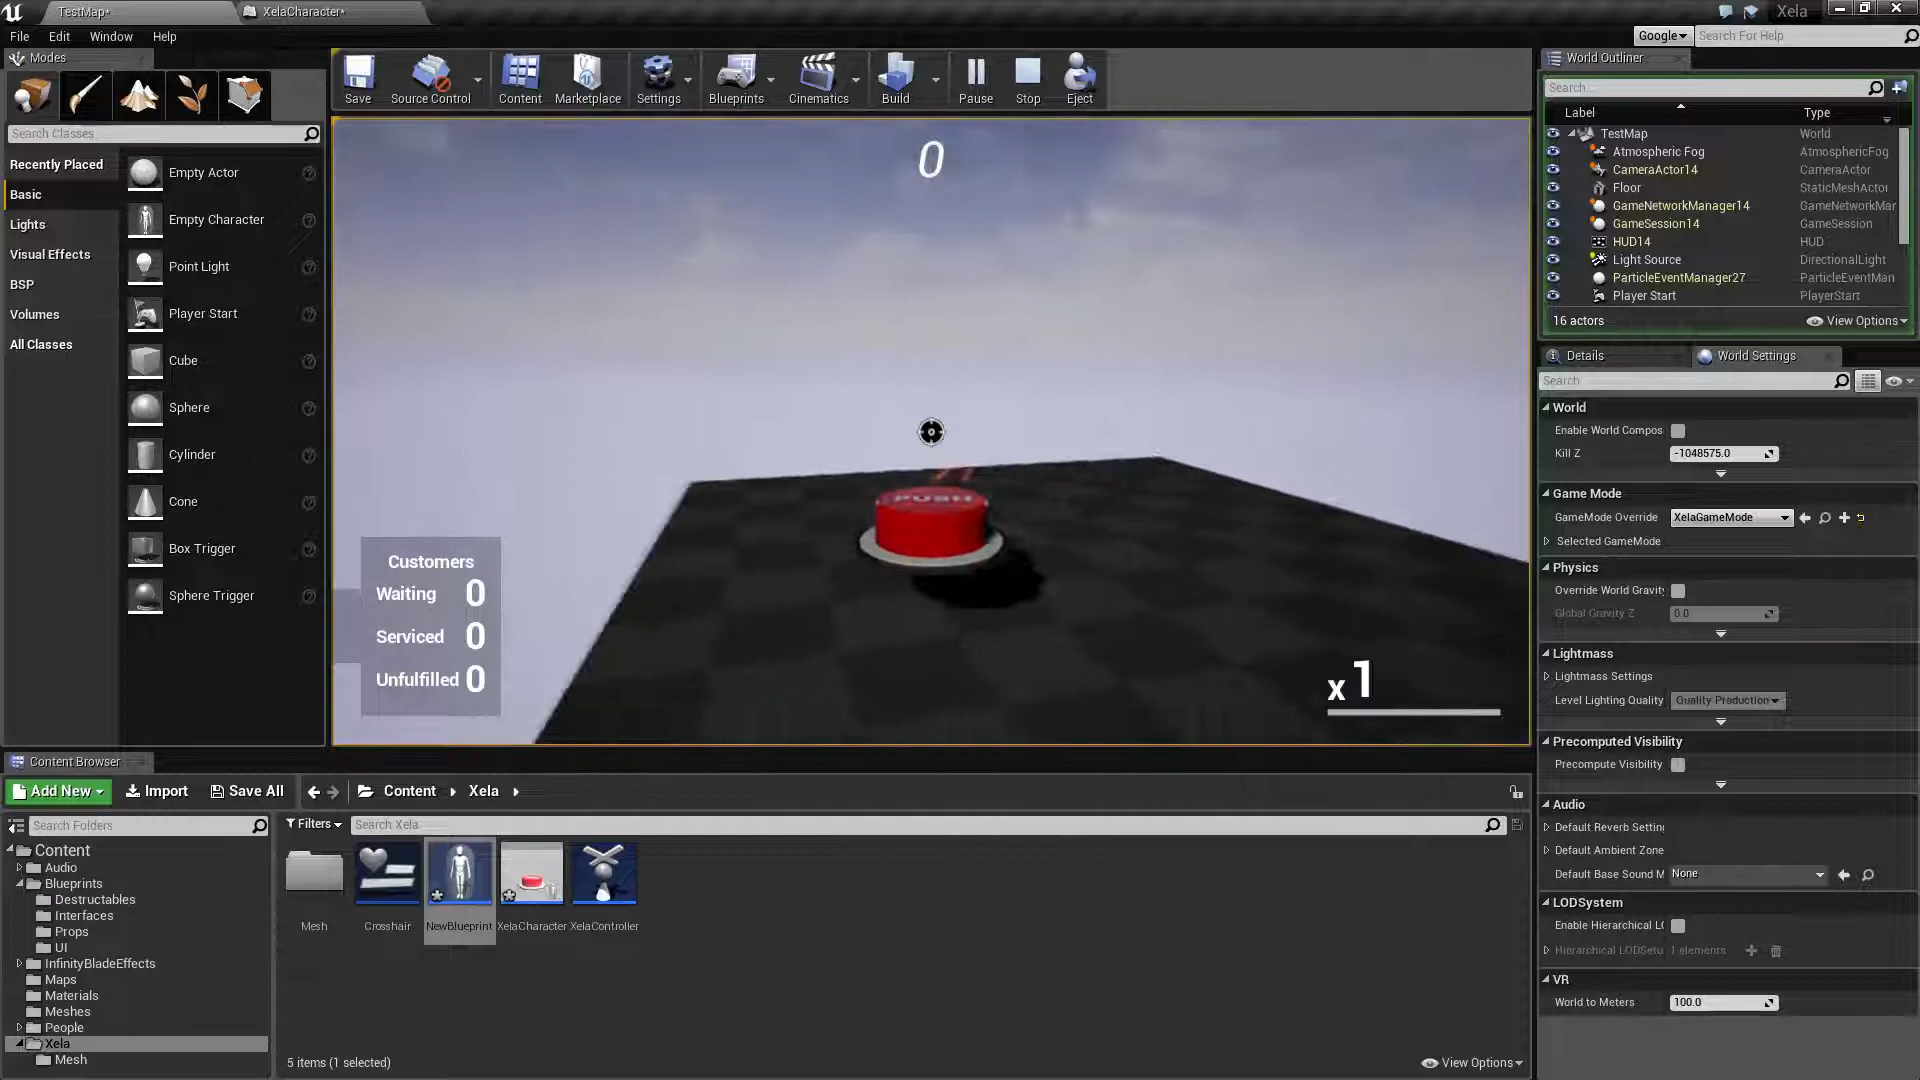 TestMap*
XelaCharacter*
Xela
File Edit Window Help
Google
Search For Help
Modes
Save
Source Control
Content
Marketplace
Settings
Blueprints
Cinematics
Build
Pause
Stop
Eject
Search Classes
Recently Placed
Basic
Lights
Visual Effects
BSP
Volumes
All Classes
Empty Actor
Empty Character
Point Light
Player Start
Cube
Sphere
Cylinder
Cone
Box Trigger
Sphere Trigger
0
PUSH
Customers
Waiting 0
Serviced 0
Unfulfilled 0
x 1
World Outliner
Search...
Label Type
TestMap World
Atmospheric Fog AtmosphericFog
CameraActor14 CameraActor
Floor StaticMeshActor
GameNetworkManager14 GameNetworkMar
GameSession14 GameSession
HUD14 HUD
Light Source DirectionalLight
ParticleEventManager27 ParticleEventMan
Player Start PlayerStart
16 actors
View Options
Details
World Settings
Search
World
Enable World Compos
Kill Z -1048575.0
Game Mode
GameMode Override XelaGameMode
Selected GameMode
Physics
Override World Gravit
Global Gravity Z 0.0
Lightmass
Lightmass Settings
Level Lighting Quality Quality Production
Precomputed Visibility
Precompute Visibility
Audio
Default Reverb Settin
Default Ambient Zone
Default Base Sound M None
LODSystem
Enable Hierarchical LO
Hierarchical LODSetu 1 elements
VR
World to Meters 100.0
Content Browser
Add New
Import
Save All
Content
Xela
Search Folders
Filters
Search Xela
Content
Audio
Blueprints
Destructables
Interfaces
Props
UI
InfinityBladeEffects
Maps
Materials
Meshes
People
Xela
Mesh
Mesh
Crosshair
NewBlueprint
XelaCharacter
XelaController
5 items (1 selected)
View Options